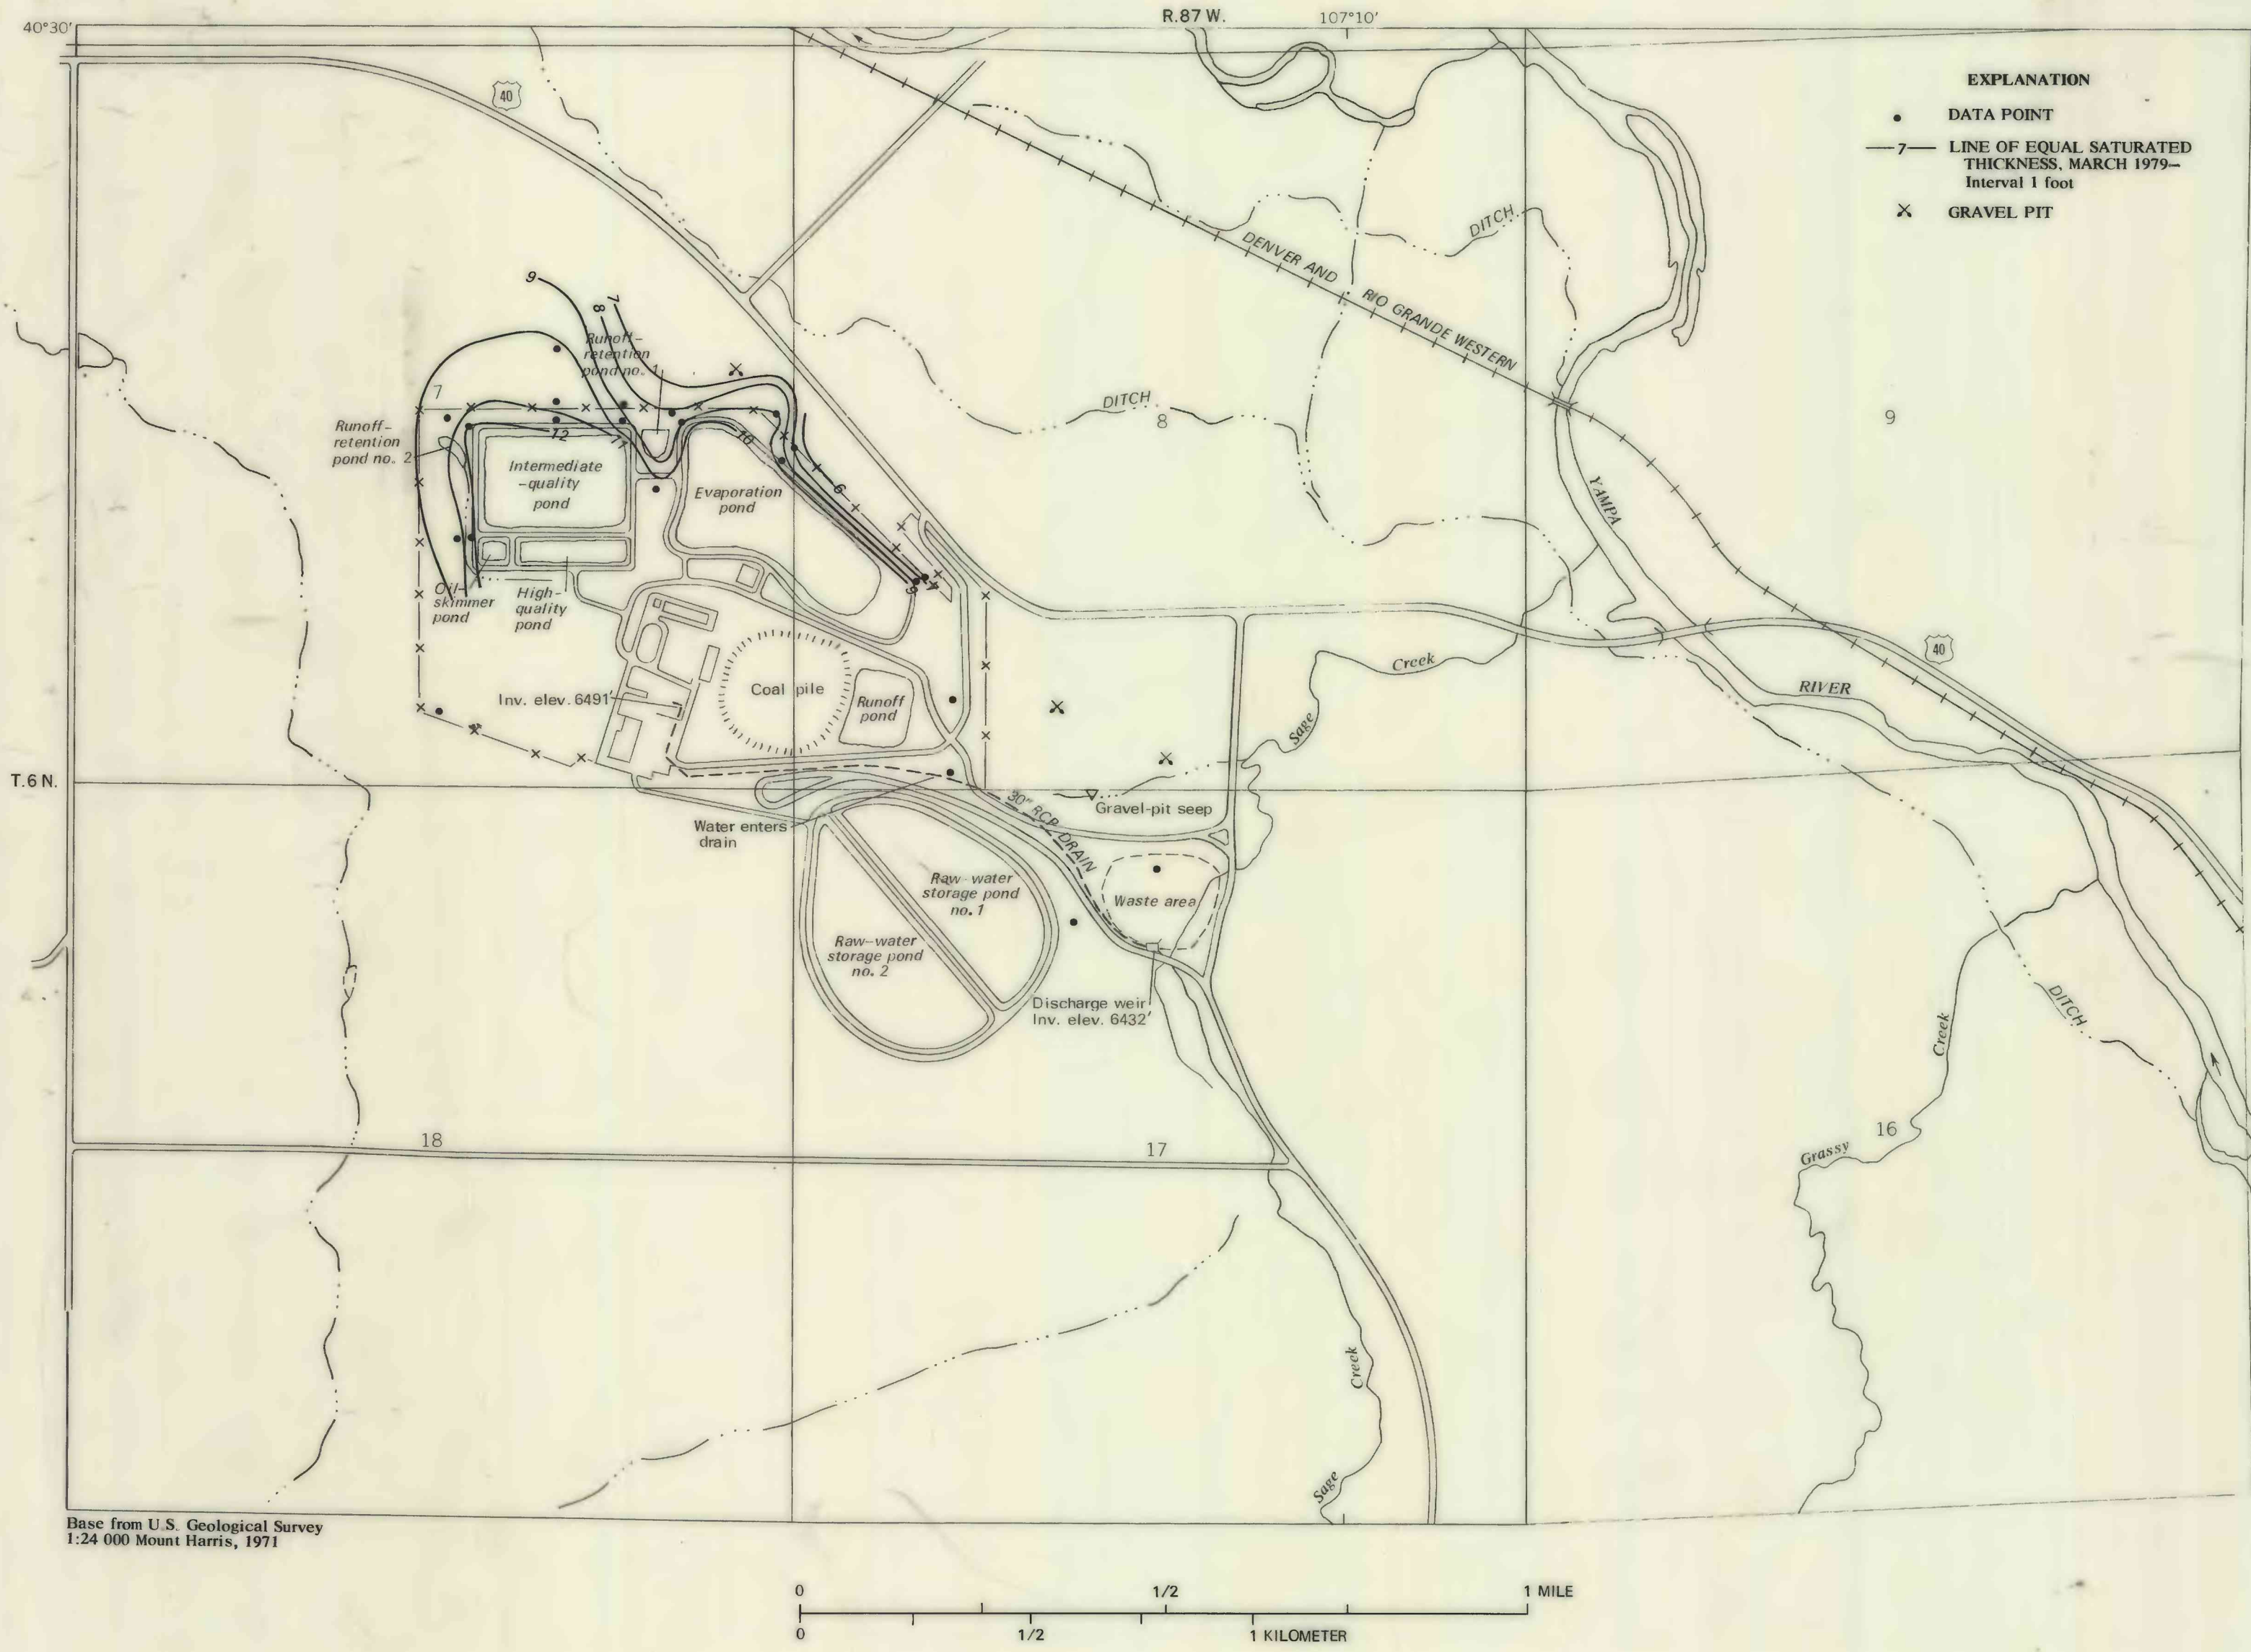 R.87 W.
107°10′
40°30′
40
EXPLANATION
DATA POINT
7
LINE OF EQUAL SATURATED
THICKNESS, MARCH 1979—
Interval 1 foot
GRAVEL PIT
DITCH
DENVER AND
RIO GRANDE WESTERN
9
8
7
Runoff-
retention
pond no. 1
7
DITCH
8
9
Runoff-
retention
pond no. 2
12
11
10
Intermediate
-quality
pond
Evaporation
pond
6
YAMPA
9
7
Oil-
skimmer
pond
High-
quality
pond
40
Creek
RIVER
Inv. elev. 6491′
Coal pile
Runoff
pond
Sage
T.6 N.
30" RCP DRAIN
Gravel-pit seep
Water enters
drain
Raw-water
storage pond
no. 1
Waste area
Raw-water
storage pond
no. 2
Discharge weir
Inv. elev. 6432′
DITCH
Creek
18
17
16
Grassy
Creek
Sage
Base from U.S. Geological Survey
1:24 000 Mount Harris, 1971
0 1/2 1 MILE
0 1/2 1 KILOMETER